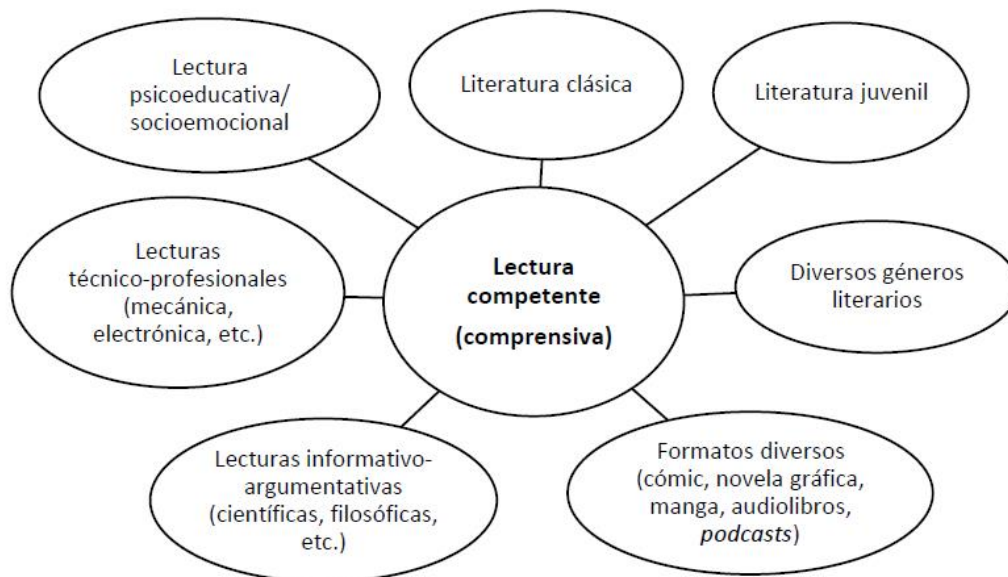 Lectura
psicoeducativa/
socioemocional
Literatura clásica
Literatura juvenil
Lecturas
técnico-profesionales
(mecánica,
electrónica, etc.)
Lectura
competente
(comprensiva)
Diversos géneros
literarios
Lecturas informativo-
argumentativas
(científicas, filosóficas,
etc.)
Formatos diversos
(cómic, novela gráfica,
manga, audiolibros,
podcasts)